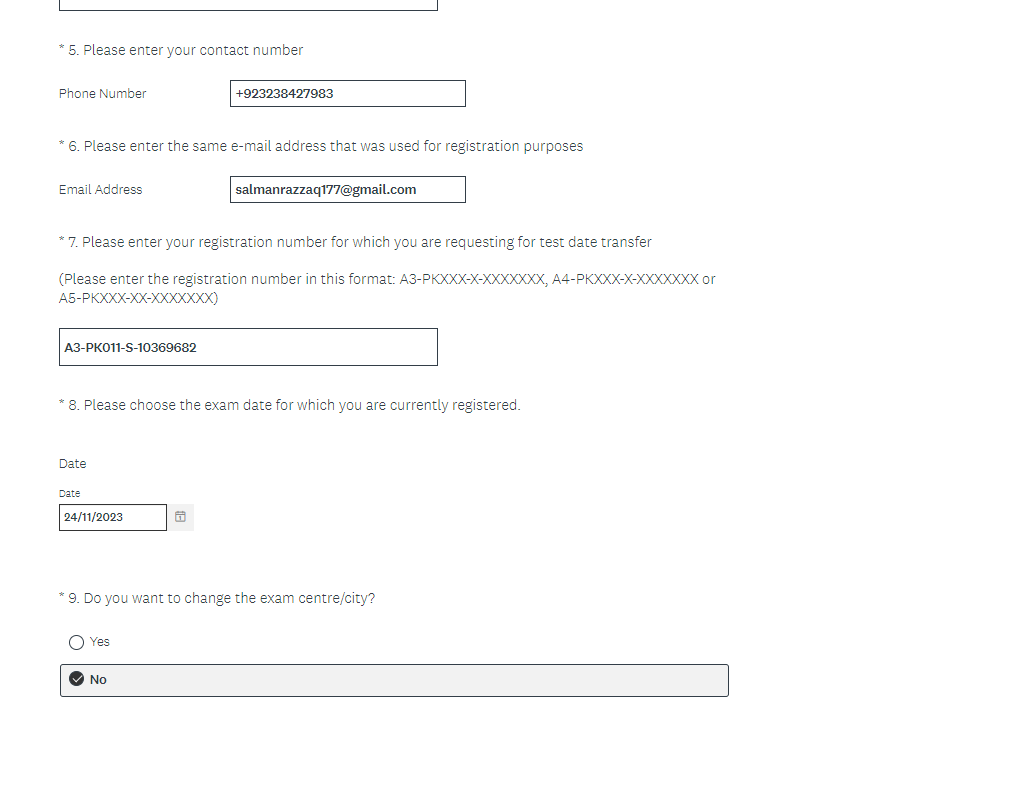 * 5. Please enter your contact number
Phone Number
+923238427983
* 6. Please enter the same e-mail address that was used for registration purposes
Email Address
salmanrazzaq177@gmail.com
* 7. Please enter your registration number for which you are requesting for test date transfer
(Please enter the registration number in this format: A3-PKXXX-X-XXXXXXX, A4-PKXXX-X-XXXXXXX or
A5-PKXXX-XX-XXXXXXX)
A3-PK011-S-10369682
* 8. Please choose the exam date for which you are currently registered.
Date
Date
24/11/2023
* 9. Do you want to change the exam centre/city?
Yes
No